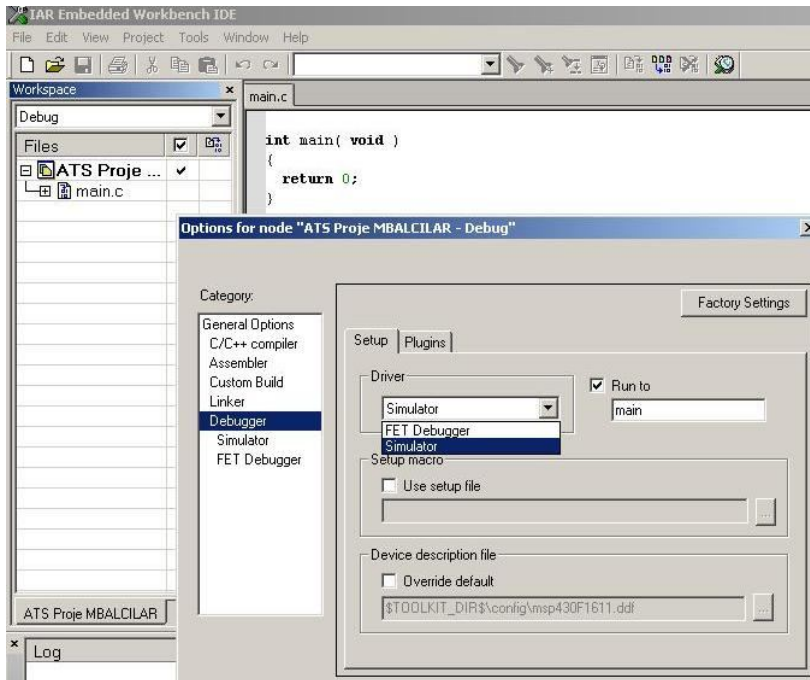 IAR Embedded Workbench IDE
File Edit View Project Tools Window Help
Workspace
Debug
Files
ATS Proje ...
main.c
main.c
int main( void )
{
return 0;
}
Options for node "ATS Proje MBALCILAR - Debug"
Category:
General Options
C/C++ compiler
Assembler
Custom Build
Linker
Debugger
Simulator
FET Debugger
Factory Settings
Setup
Plugins
Driver
Simulator
FET Debugger
Simulator
Run to
main
Setup macro
Use setup file
...
Device description file
Override default
$TOOLKIT_DIR$\config\msp430F1611.ddf
...
ATS Proje MBALCILAR
Log